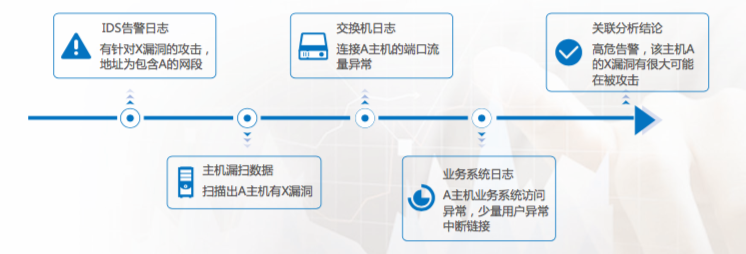 IDS告警日志
有针对X漏洞的攻击，
地址为包含A的网段
主机漏扫数据
扫描出A主机有X漏洞
交换机日志
连接A主机的端口流
量异常
业务系统日志
A主机业务系统访问
异常，少量用户异常
中断链接
关联分析结论
高危告警，该主机A
的X漏洞有很大可能
在被攻击